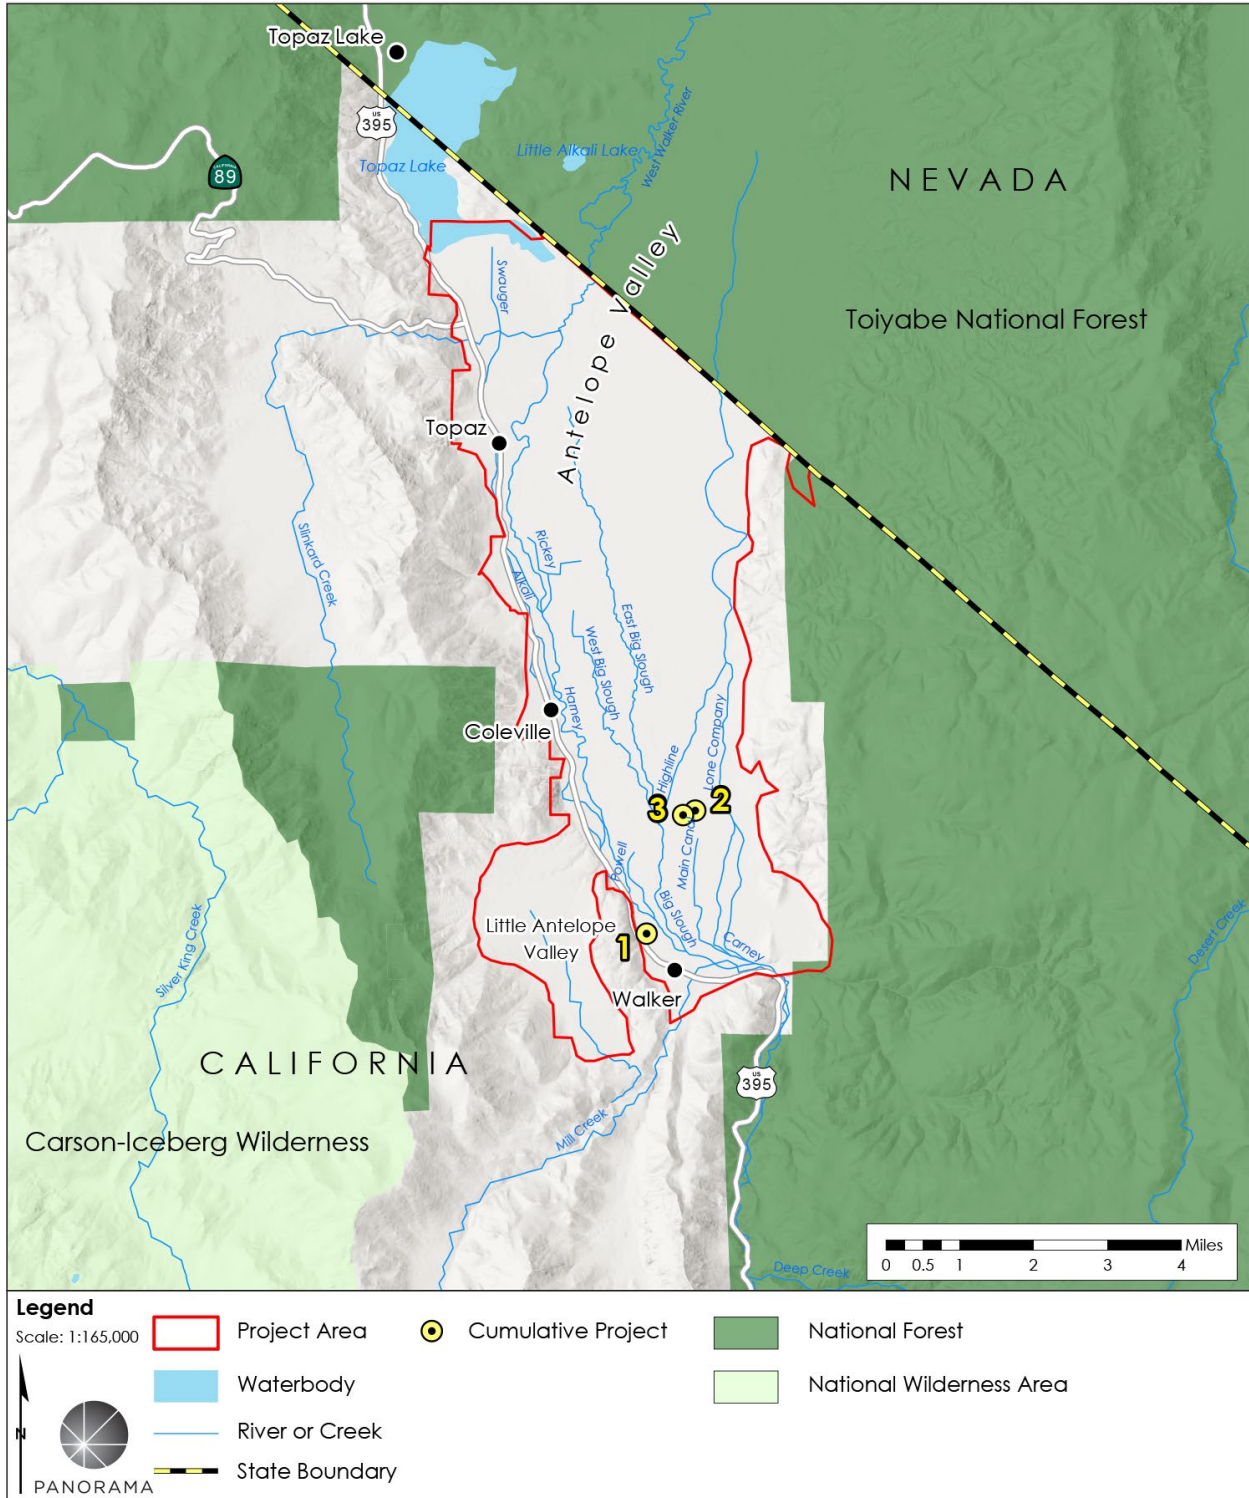 Topaz Lake
US
395
CALIFORNIA
89
Topaz Lake
Little Alkali Lake
West Walker River
NEVADA
Antelope Valley
Swauger
Toiyabe National Forest
Topaz
Slinkard Creek
Rickey
Alkali
East Big Slough
West Big Slough
Harney
Coleville
Highline
Lone Company
3
2
Main Canal
Powell
Big Slough
Little Antelope
Valley
1
Carney
Walker
Silver King Creek
Desert Creek
CALIFORNIA
US
395
Mill Creek
Carson-Iceberg Wilderness
Miles
0 0.5 1 2 3 4
Deep Creek
Legend
Scale: 1:165,000
Project Area
Cumulative Project
National Forest
Waterbody
National Wilderness Area
N
River or Creek
State Boundary
PANORAMA